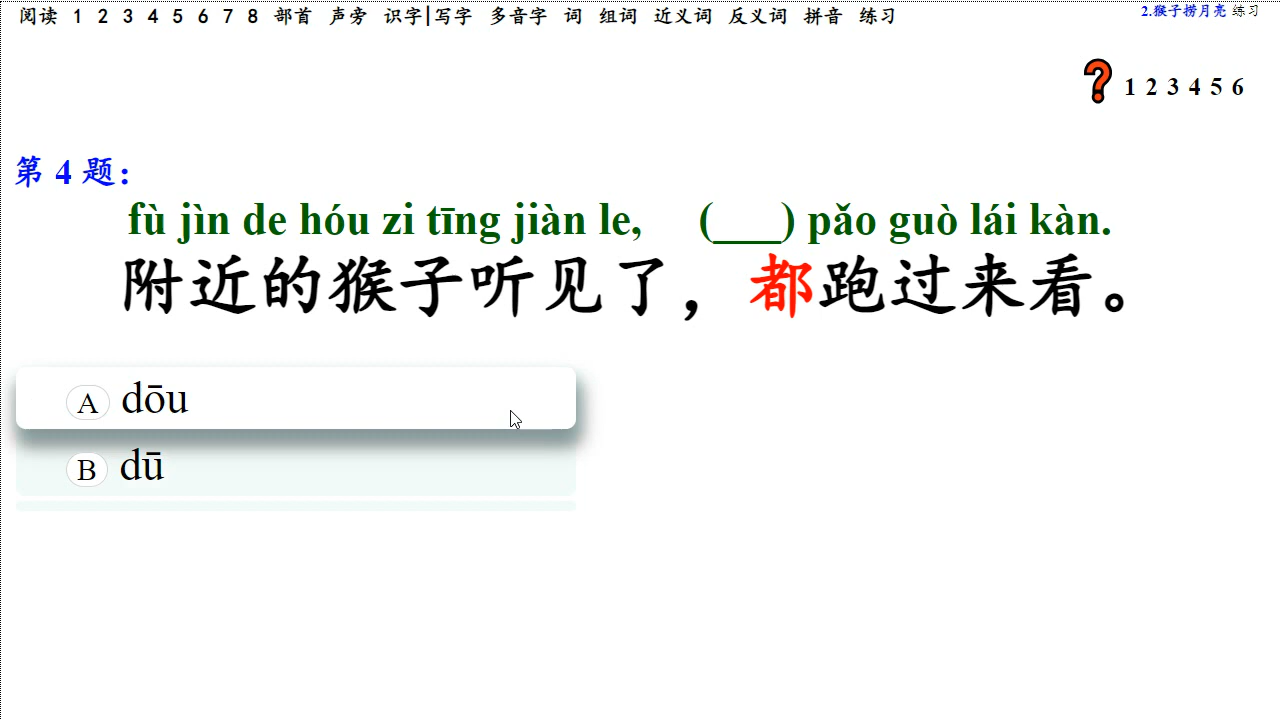 阅读 1 2 3 4 5 6 7 8 部首 声旁 识字|写字 多音字 词 组词 近义词 反义词 拼音 练习
2.猴子捞月亮 练习
? 1 2 3 4 5 6
第 4 题：
fù jìn de hóu zi tīng jiàn le, (___) pǎo guò lái kàn.
附近的猴子听见了，都跑过来看。
A dōu
B dū